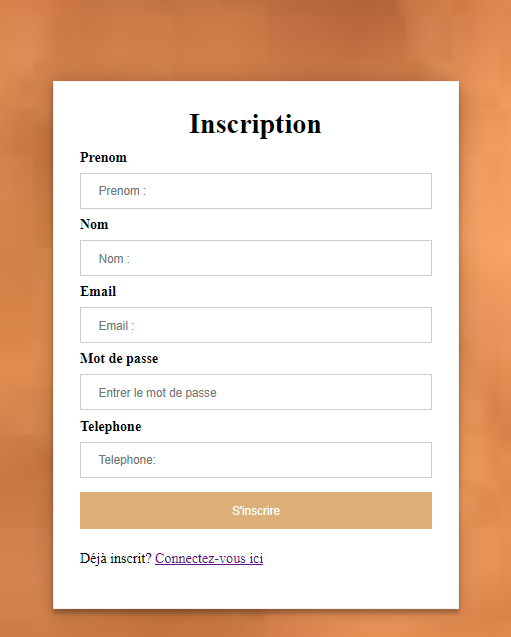 Inscription
Prenom
Prenom :
Nom
Nom :
Email
Email :
Mot de passe
Entrer le mot de passe
Telephone
Telephone:
S'inscrire
Déjà inscrit? Connectez-vous ici